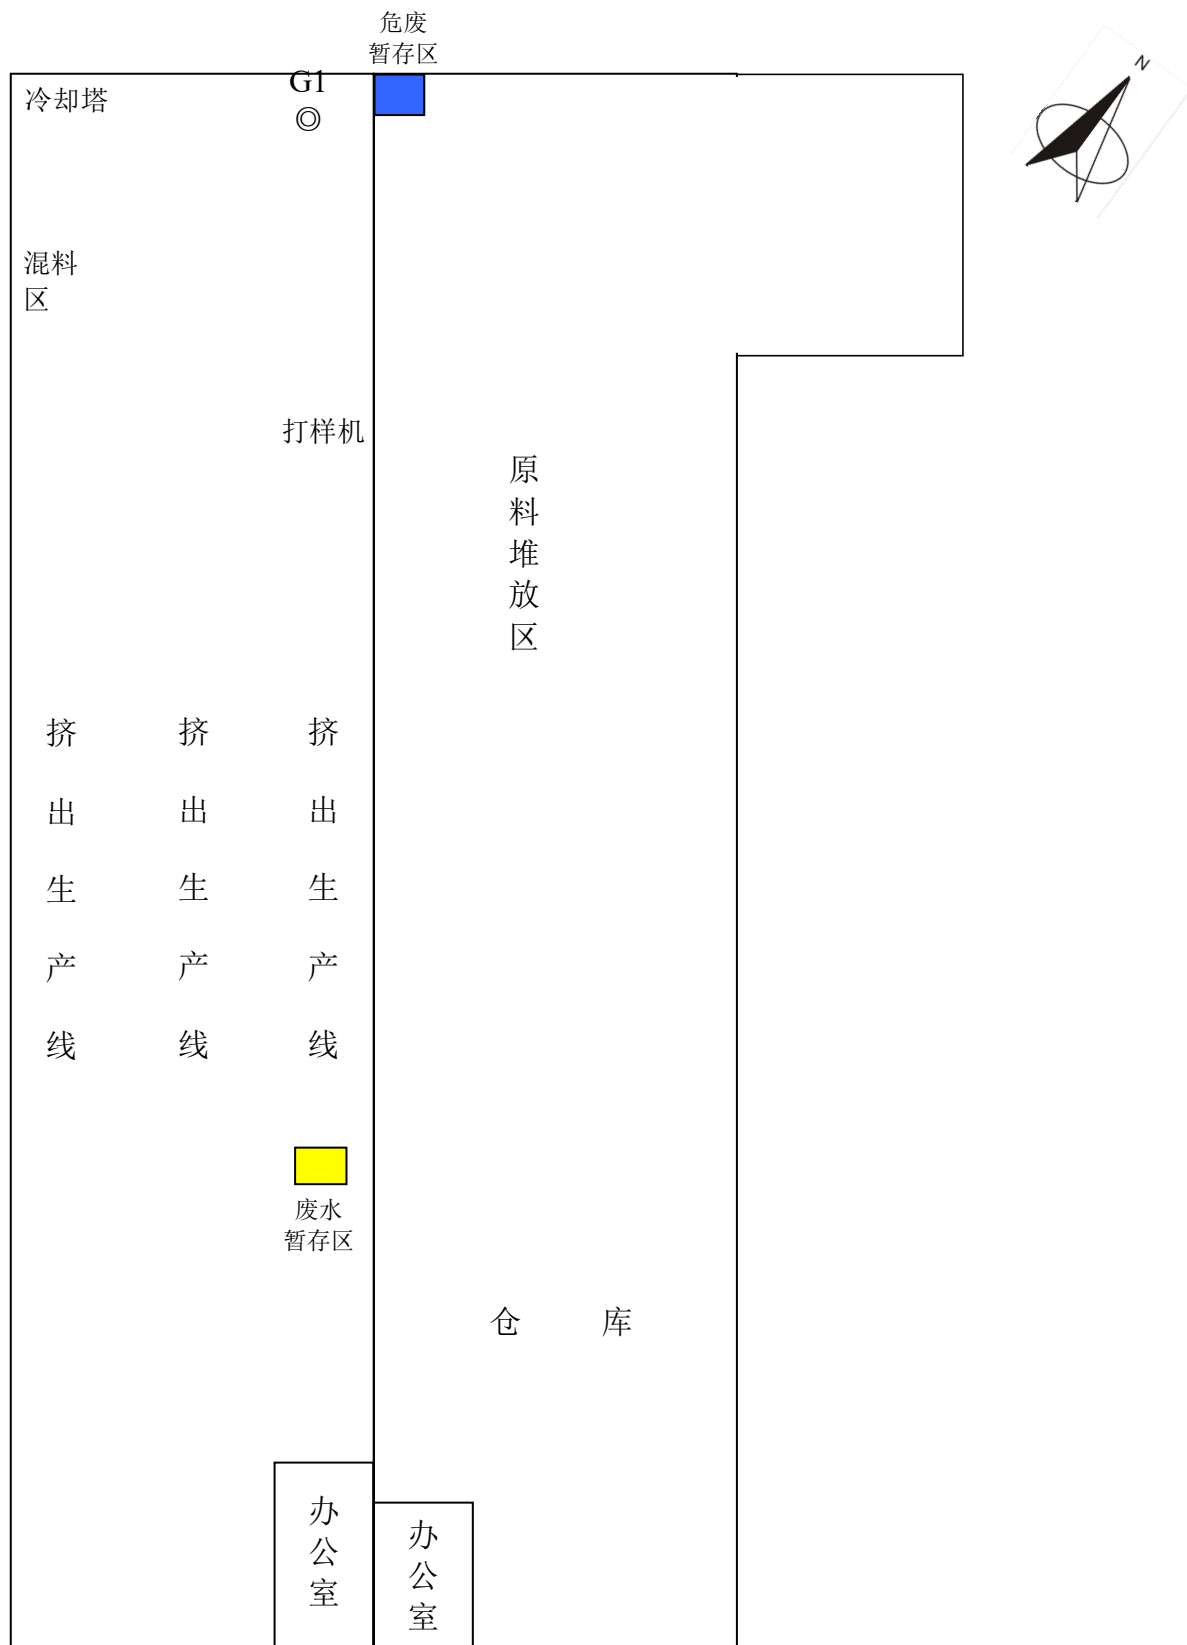 危废
暂存区
N
G1
◎
冷却塔
混料
区
打样机
原料堆放区
挤出生产线
挤出生产线
挤出生产线
废水
暂存区
仓 库
办公室
办公室